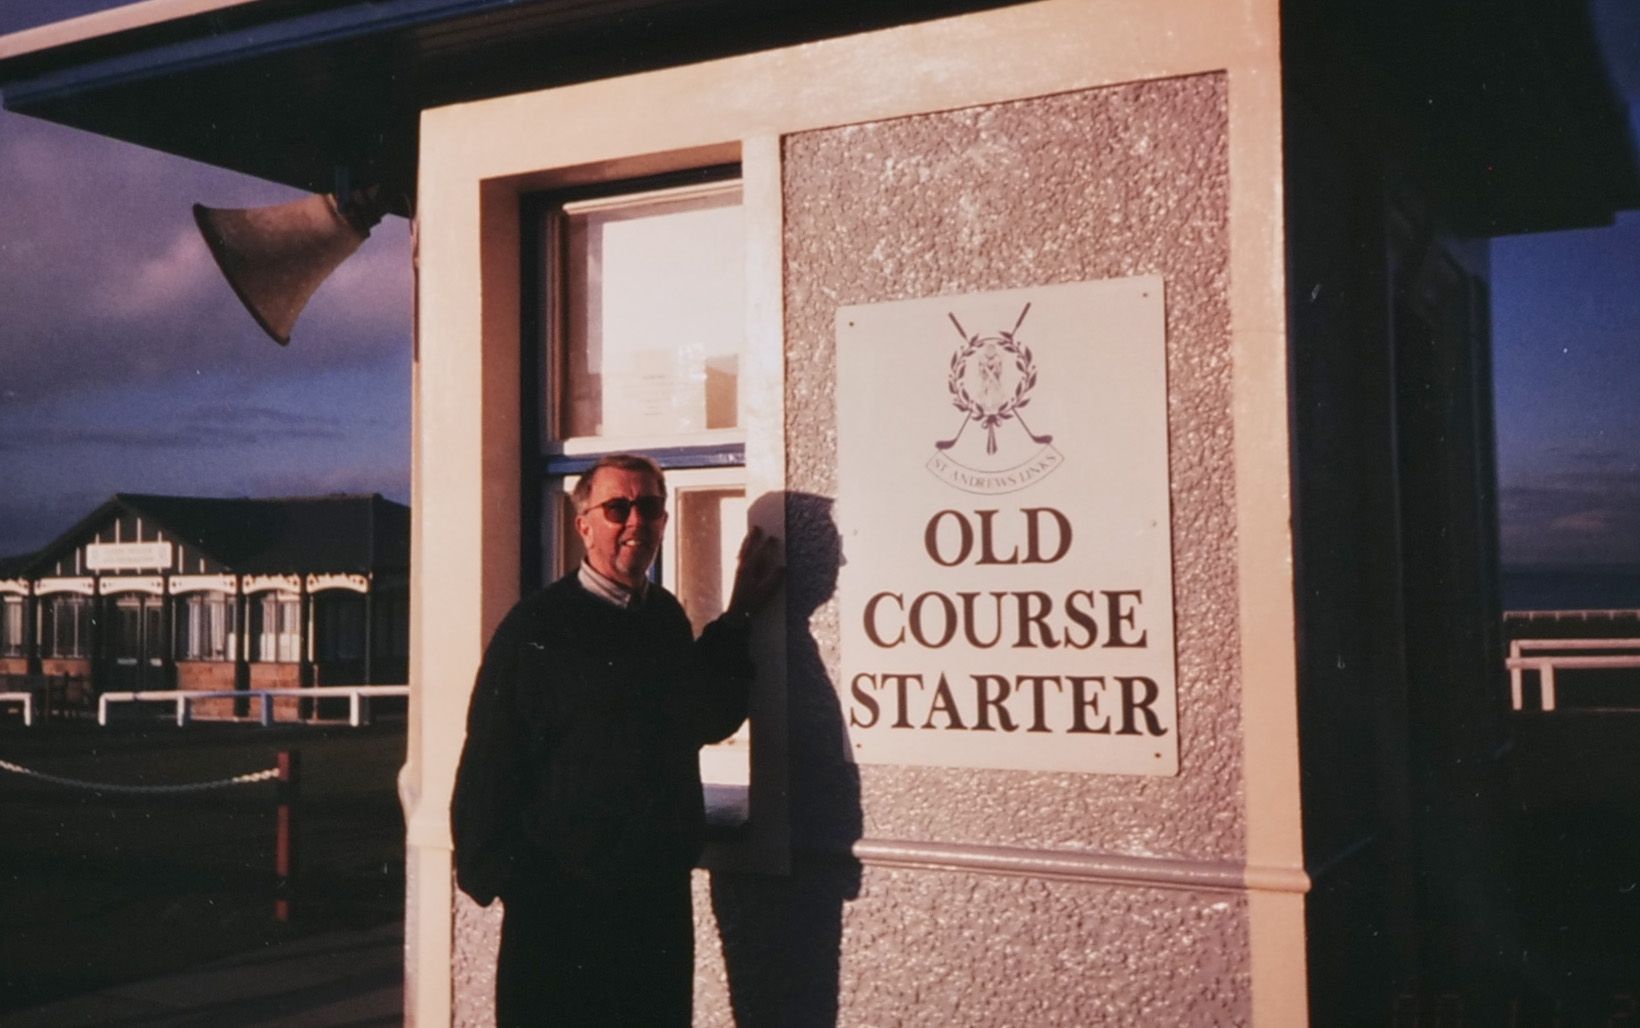 ST ANDREWS LINKS
OLD
COURSE
STARTER